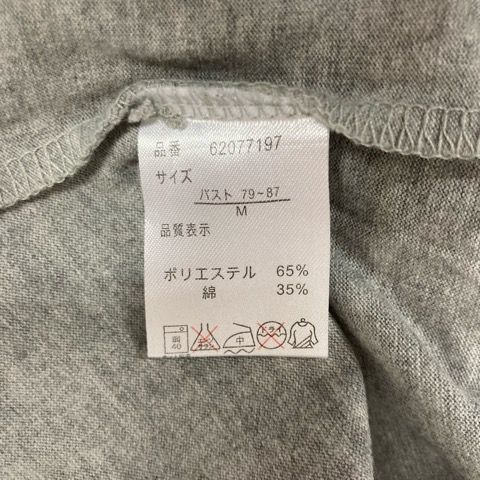 品番 62077197
サイズ
バスト 79~87
M
品質表示
ポリエステル 65%
綿 35%
弱
40
中
ドライ